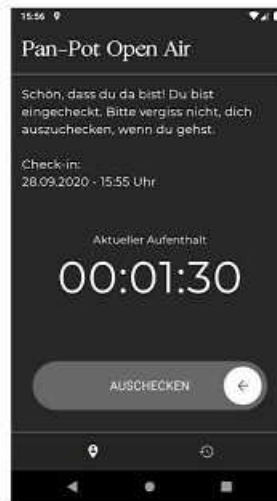 15:56
Pan-Pot Open Air
Schön, dass du da bist! Du bist
eingecheckt. Bitte vergiss nicht, dich
auszuchecken, wenn du gehst.
Check-in:
28.09.2020 - 15:55 Uhr
Aktueller Aufenthalt
00:01:30
AUSCHECKEN